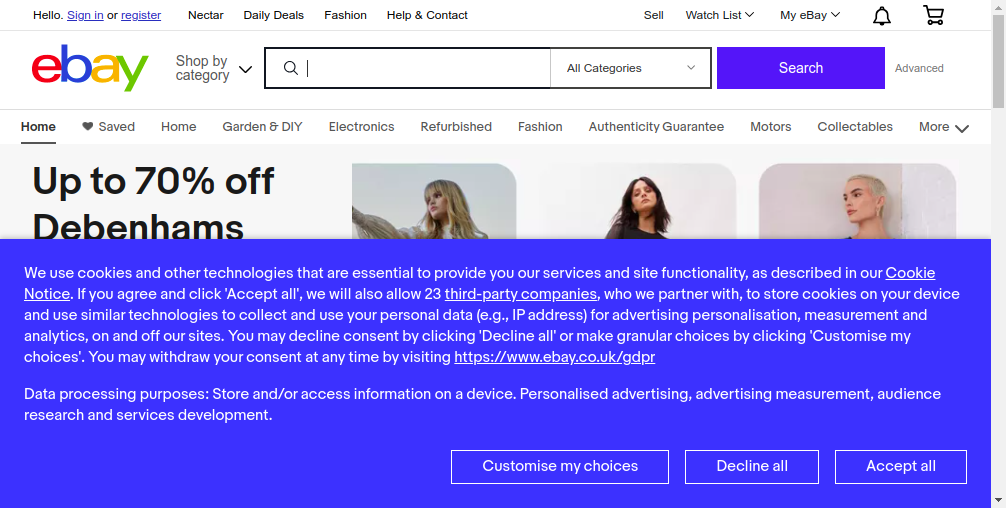 Hello. Sign in or register Nectar Daily Deals Fashion Help & Contact Sell Watch List My eBay
ebay Shop by category All Categories Search Advanced
Home Saved Home Garden & DIY Electronics Refurbished Fashion Authenticity Guarantee Motors Collectables More
Up to 70% off
Debenhams
We use cookies and other technologies that are essential to provide you our services and site functionality, as described in our Cookie
Notice. If you agree and click 'Accept all', we will also allow 23 third-party companies, who we partner with, to store cookies on your device
and use similar technologies to collect and use your personal data (e.g., IP address) for advertising personalisation, measurement and
analytics, on and off our sites. You may decline consent by clicking 'Decline all' or make granular choices by clicking 'Customise my
choices'. You may withdraw your consent at any time by visiting https://www.ebay.co.uk/gdpr
Data processing purposes: Store and/or access information on a device. Personalised advertising, advertising measurement, audience
research and services development.
Customise my choices Decline all Accept all